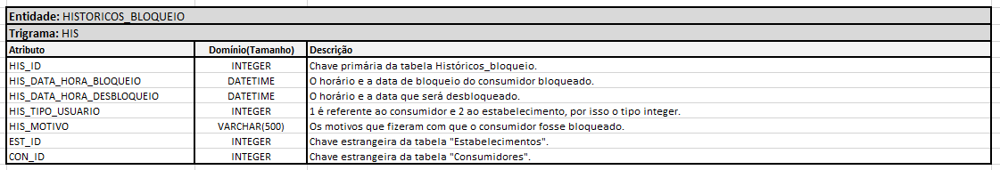 Entidade: HISTORICOS_BLOQUEIO
Trigrama: HIS
Atributo Domínio(Tamanho) Descrição
HIS_ID INTEGER Chave primária da tabela Históricos_bloqueio.
HIS_DATA_HORA_BLOQUEIO DATETIME O horário e a data de bloqueio do consumidor bloqueado.
HIS_DATA_HORA_DESBLOQUEIO DATETIME O horário e a data que será desbloqueado.
HIS_TIPO_USUARIO INTEGER 1 é referente ao consumidor e 2 ao estabelecimento, por isso o tipo integer.
HIS_MOTIVO VARCHAR(500) Os motivos que fizeram com que o consumidor fosse bloqueado.
EST_ID INTEGER Chave estrangeira da tabela "Estabelecimentos".
CON_ID INTEGER Chave estrangeira da tabela "Consumidores".